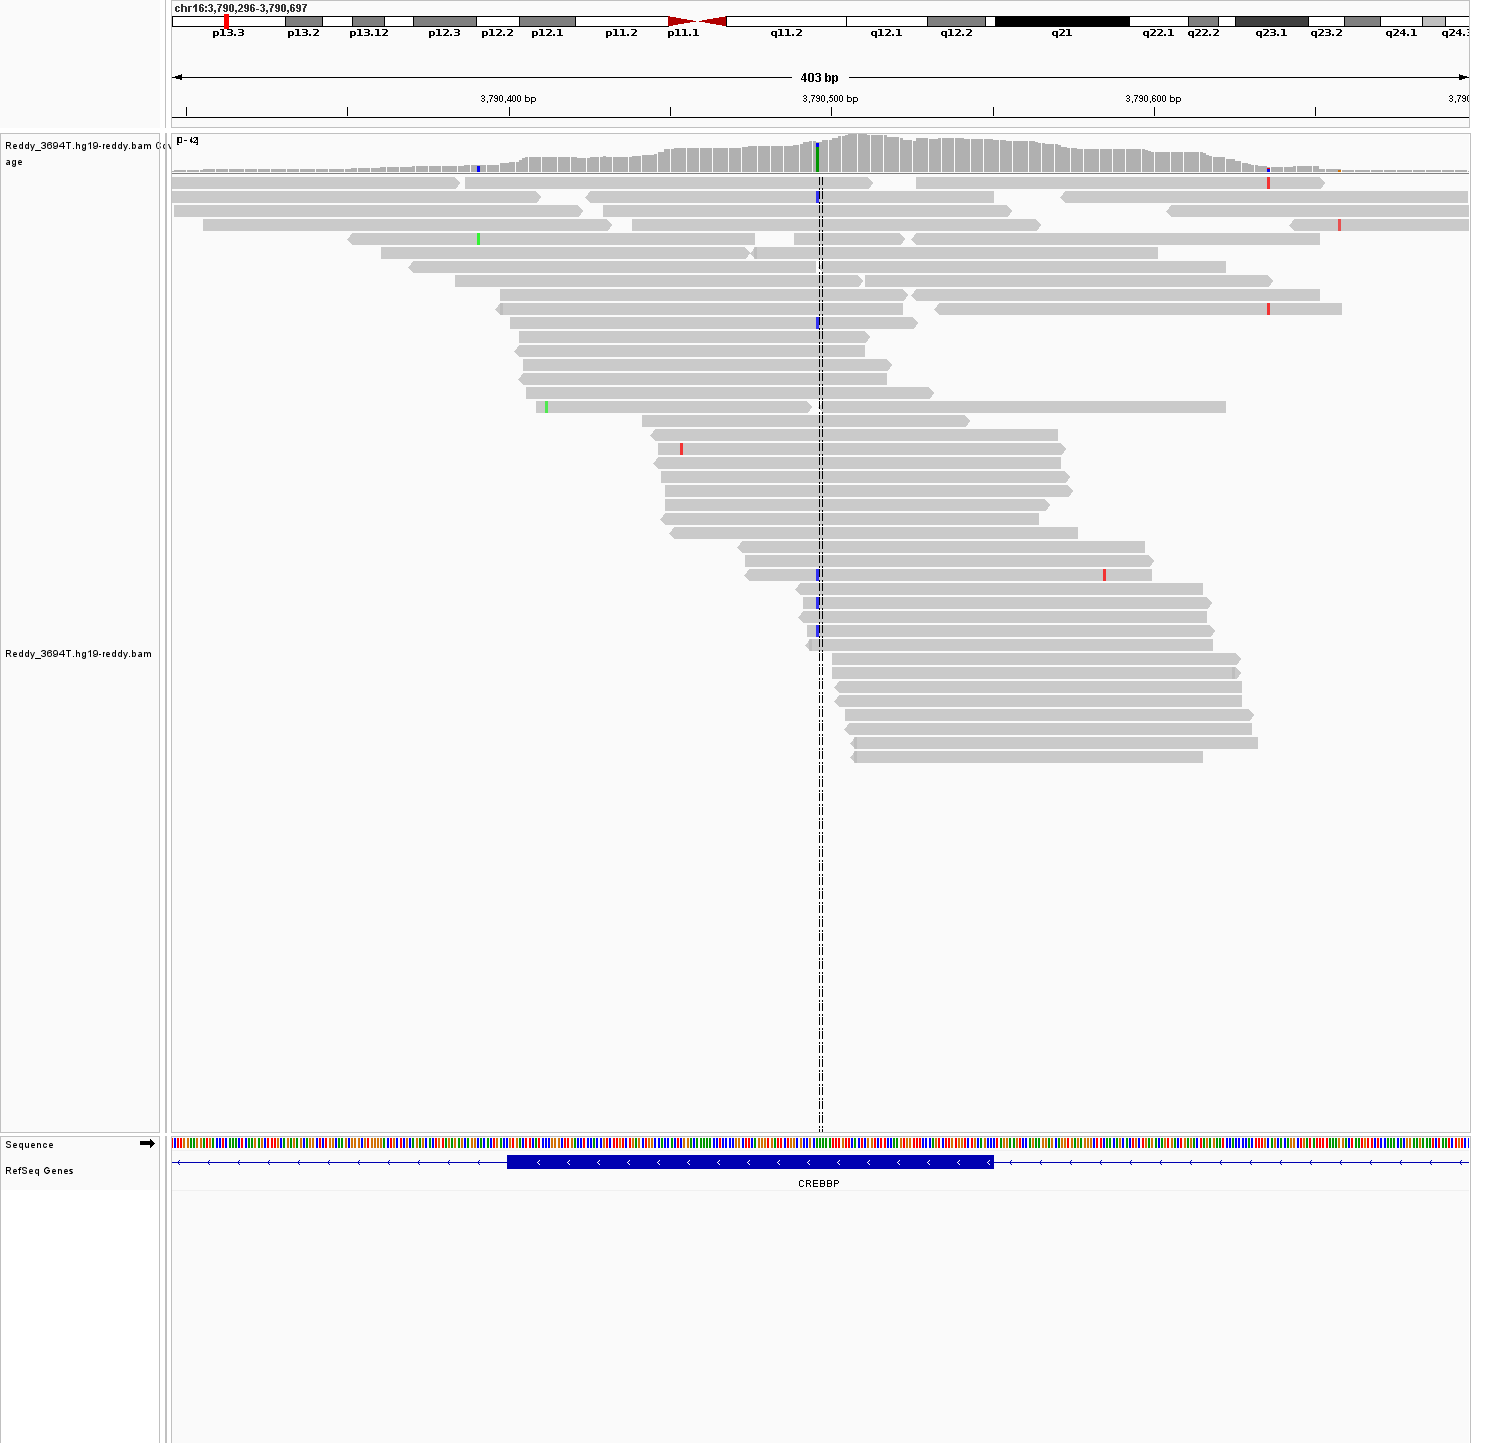 chr16:3,790,296-3,790,697
p13.3 p13.2 p13.12 p12.3 p12.2 p12.1 p11.2 p11.1 q11.2 q12.1 q12.2 q21 q22.1 q22.2 q23.1 q23.2 q24.1 q24.3
403 bp
3,790,400 bp 3,790,500 bp 3,790,600 bp 3,790
Reddy_3694T.hg19-reddy.bam Cov
age
[0 - 42]
Reddy_3694T.hg19-reddy.bam
Sequence
RefSeq Genes
CREBBP